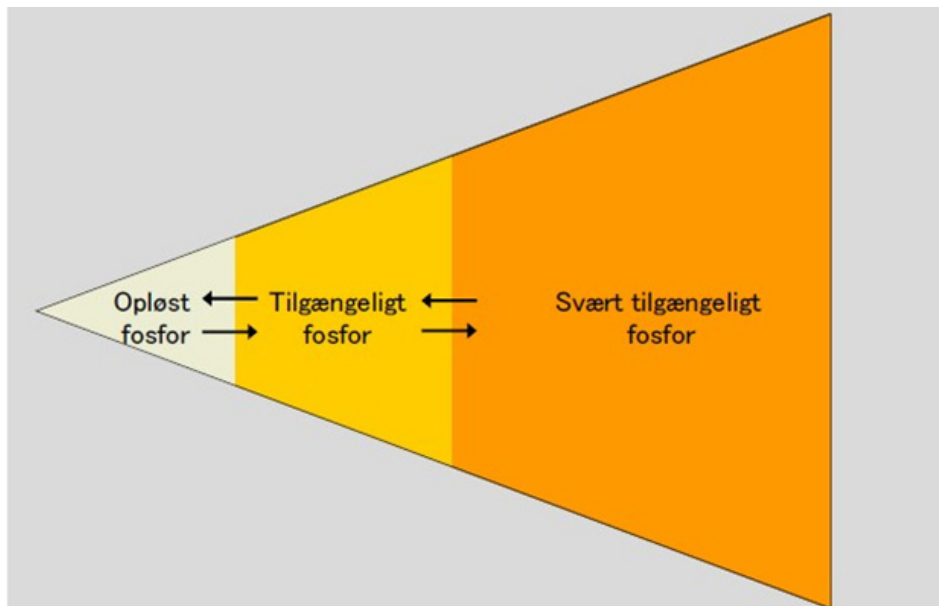 Opløst
fosfor
Tilgængeligt
fosfor
Svært tilgængeligt
fosfor